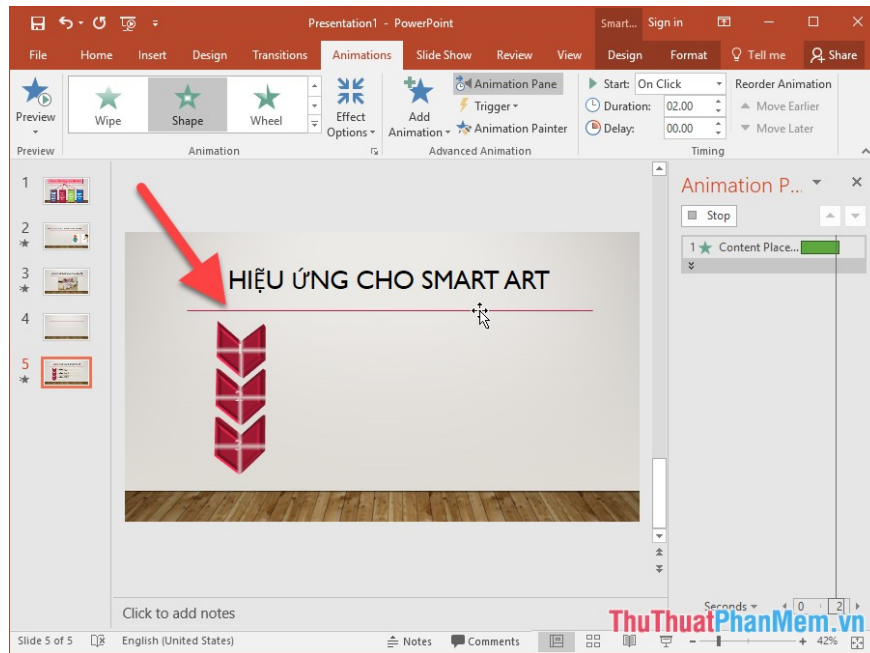 Presentation1 - PowerPoint
Smart...
Sign in
File Home Insert Design Transitions Animations Slide Show Review View Design Format Tell me Share
Preview
Wipe
Shape
Wheel
Effect
Options
Add
Animation
Animation Pane
Trigger
Animation Painter
Start: On Click
Duration: 02.00
Delay: 00.00
Reorder Animation
Move Earlier
Move Later
Preview Animation Advanced Animation Timing
1
2
3
4
5
HIỆU ỨNG CHO SMART ART
Animation P...
Stop
1 Content Place...
Seconds 0 2
Click to add notes
ThuThuatPhanMem.vn
Slide 5 of 5 English (United States) Notes Comments 42%